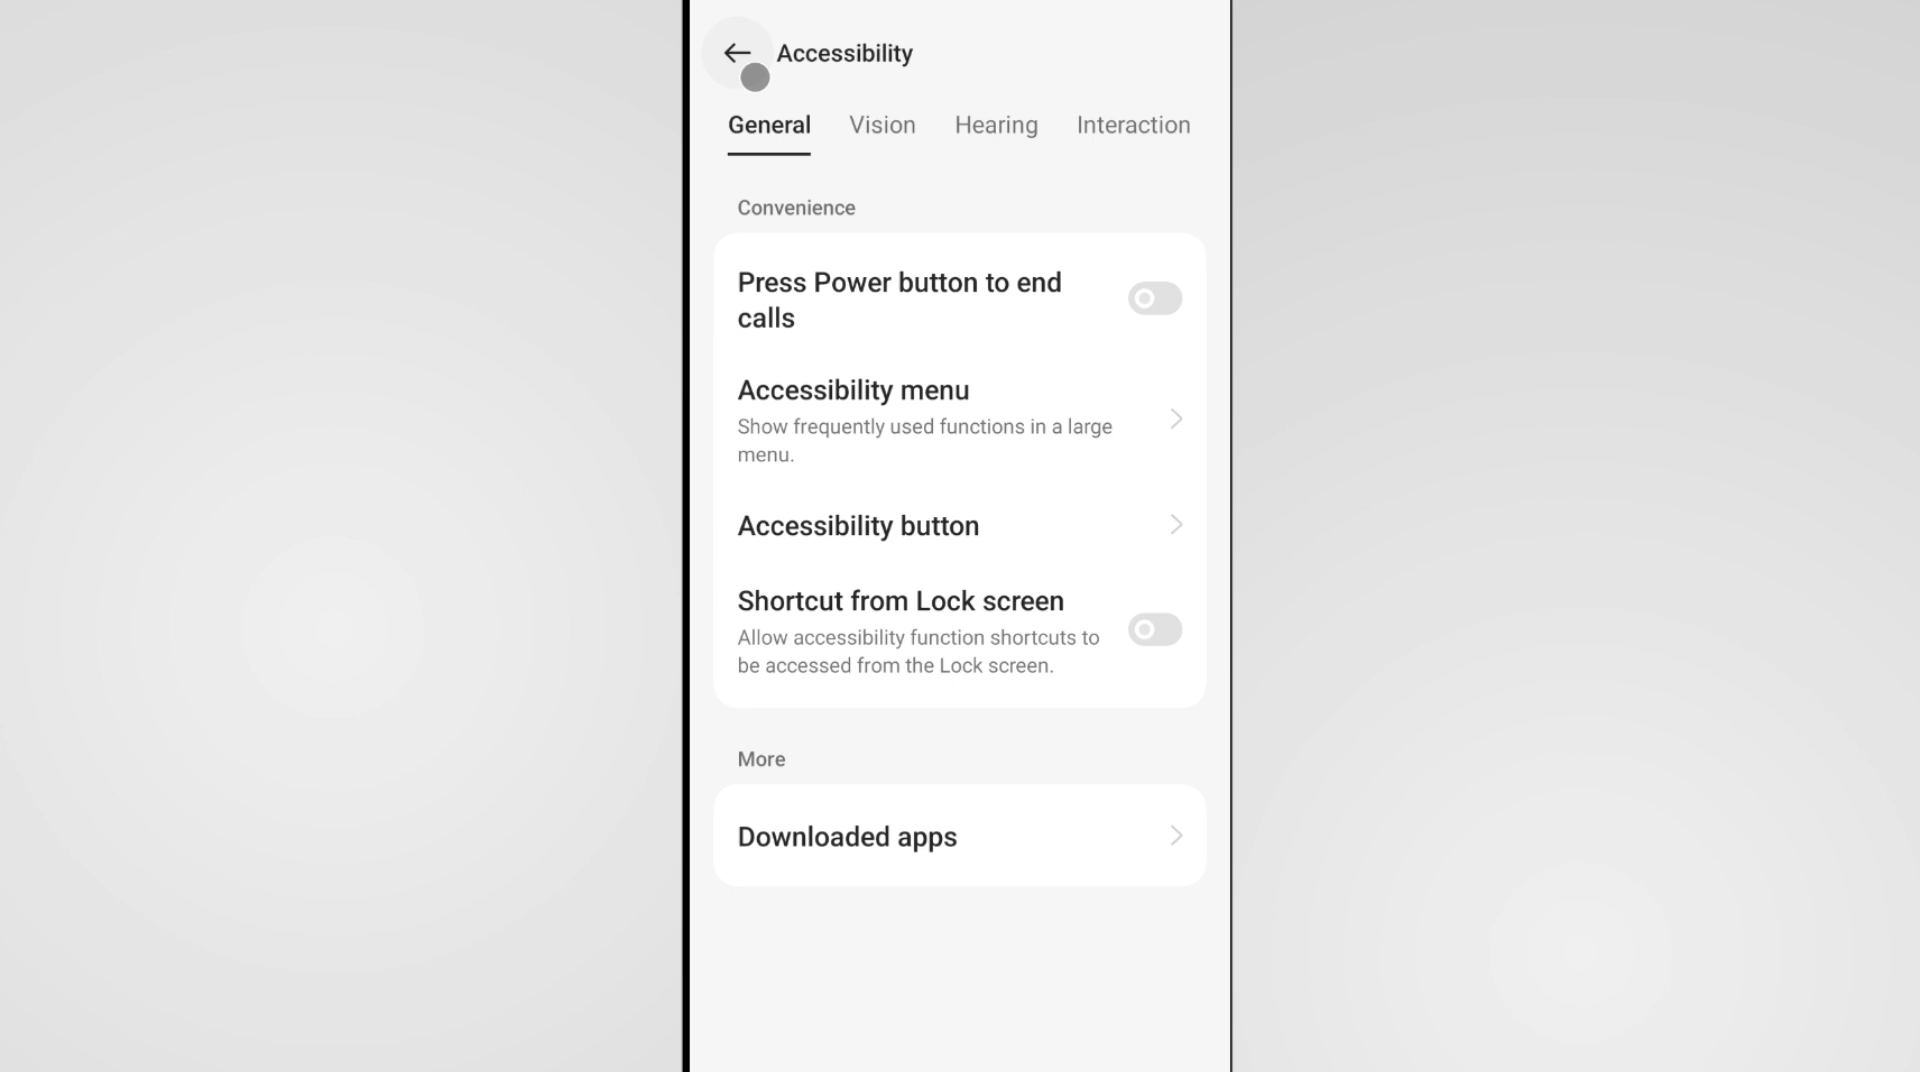 Accessibility
General Vision Hearing Interaction
Convenience
Press Power button to end
calls
Accessibility menu
Show frequently used functions in a large
menu.
Accessibility button
Shortcut from Lock screen
Allow accessibility function shortcuts to
be accessed from the Lock screen.
More
Downloaded apps